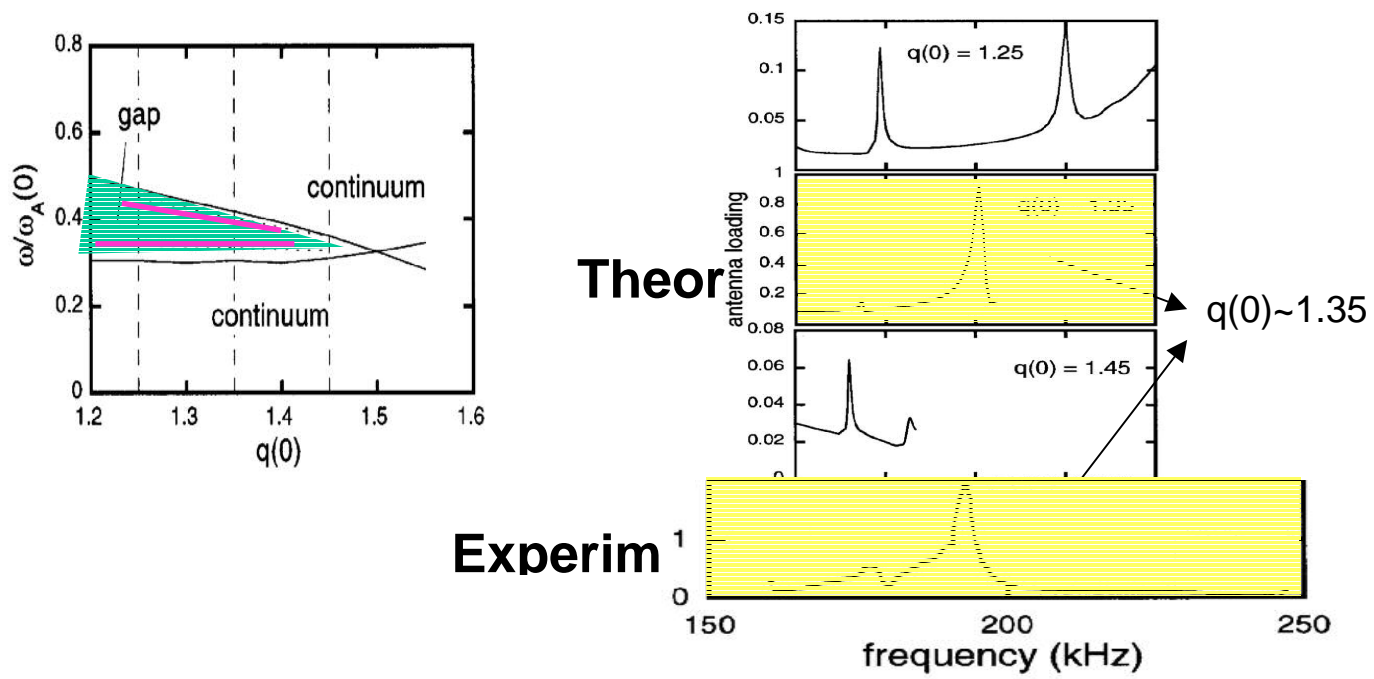 0.8
0.6
0.4
0.2
0
ω/ω_A(0)
gap
continuum
continuum
1.2
1.3
1.4
1.5
1.6
q(0)
0.15
0.1
0.05
q(0) = 1.25
Theor
antenna loading
1
0.8
0.6
0.4
0.2
q(0)~1.35
0.08
0.06
0.04
0.02
0
q(0) = 1.45
Experim
1
0
150
200
250
frequency (kHz)